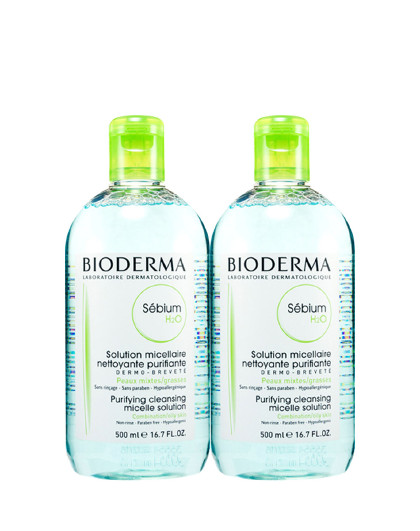 BIODERMA
LABORATOIRE DERMATOLOGIQUE
Sébium
H2O
Solution micellaire
nettoyante purifiante
DERMO-BREVETÉ
Peaux mixtes/grasses
Sans rinçage - Sans paraben - Hypoallergénique
Purifying cleansing
micelle solution
Combination/oily skin
Non-rinse - Paraben free - Hypoallergenic
500 ml ℮ 16.7 FL.OZ.
BIODERMA
LABORATOIRE DERMATOLOGIQUE
Sébium
H2O
Solution micellaire
nettoyante purifiante
DERMO-BREVETÉ
Peaux mixtes/grasses
Sans rinçage - Sans paraben - Hypoallergénique
Purifying cleansing
micelle solution
Combination/oily skin
Non-rinse - Paraben free - Hypoallergenic
500 ml ℮ 16.7 FL.OZ.